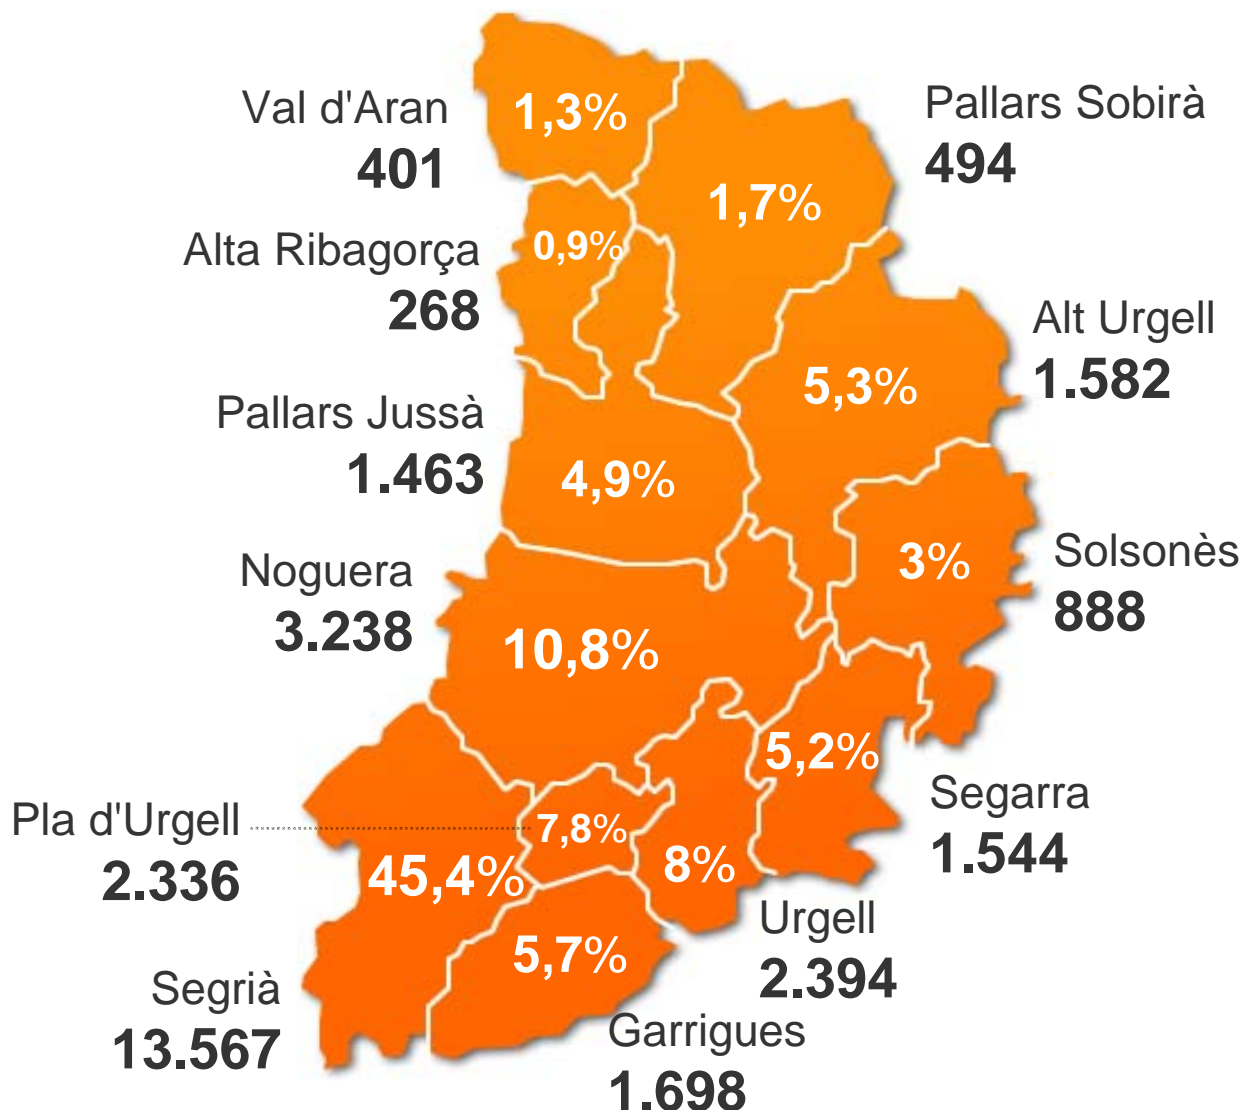 Val d'Aran
401
1,3%
Pallars Sobirà
494
1,7%
Alta Ribagorça
268
0,9%
Alt Urgell
1.582
5,3%
Pallars Jussà
1.463
4,9%
Solsonès
888
3%
Noguera
3.238
10,8%
Segarra
1.544
5,2%
Pla d'Urgell
2.336
7,8%
45,4%
8%
Urgell
2.394
5,7%
Segrià
13.567
Garrigues
1.698